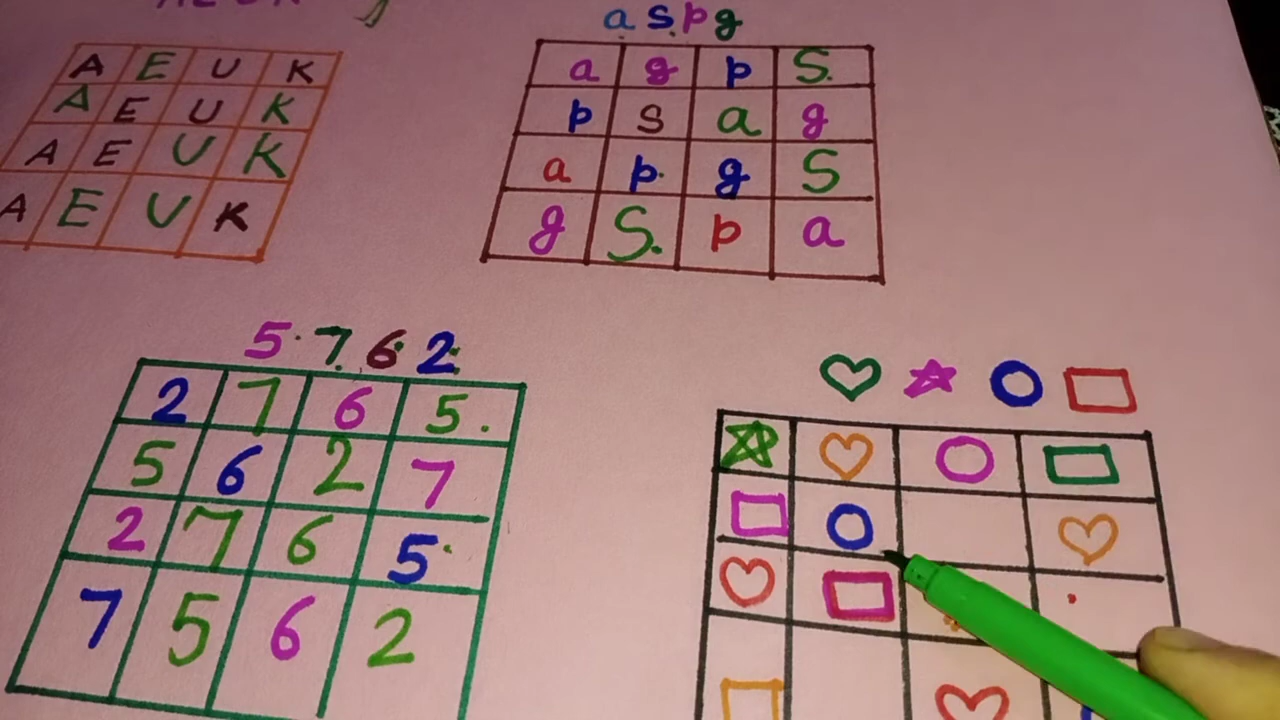 A E U K
A E U K
A E U K
A E U K
a s p g
a g p S
p s a g
a p g S
g S p a
5 7 6 2
2 7 6 5
5 6 2 7
2 7 6 5
7 5 6 2